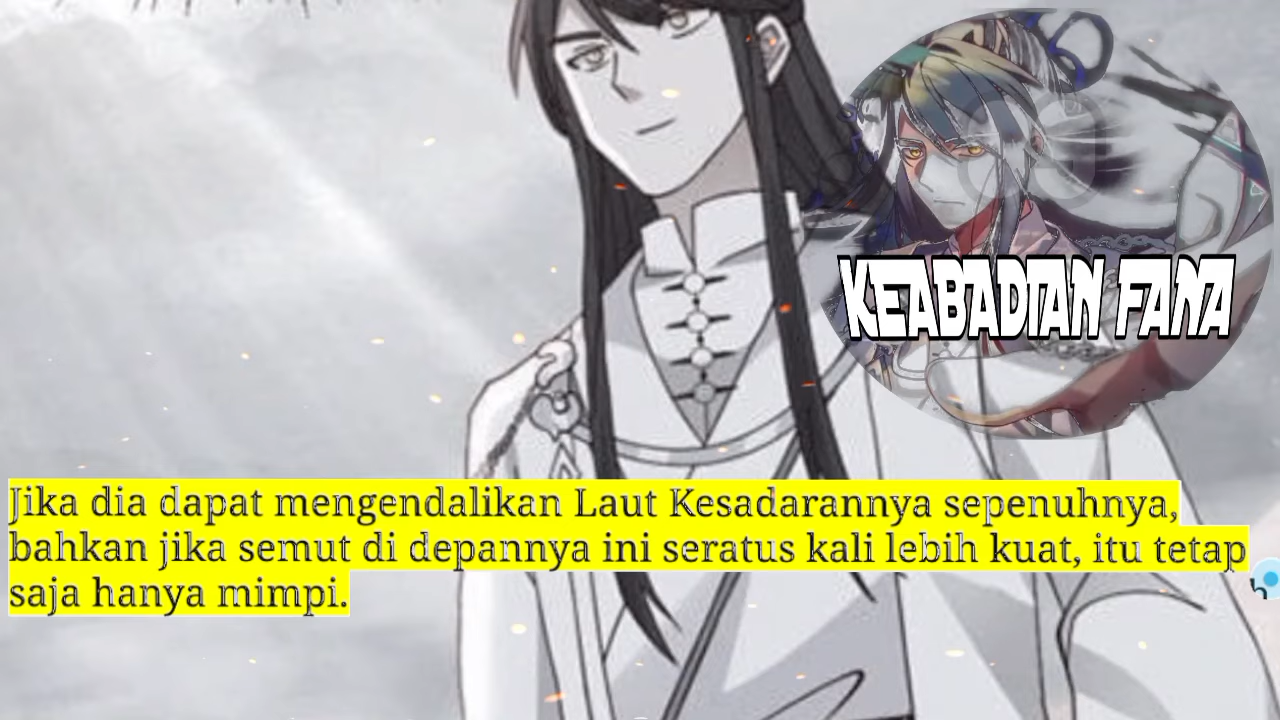 KEABADIAN FANA
Jika dia dapat mengendalikan Laut Kesadarannya sepenuhnya,
bahkan jika semut di depannya ini seratus kali lebih kuat, itu tetap
saja hanya mimpi.